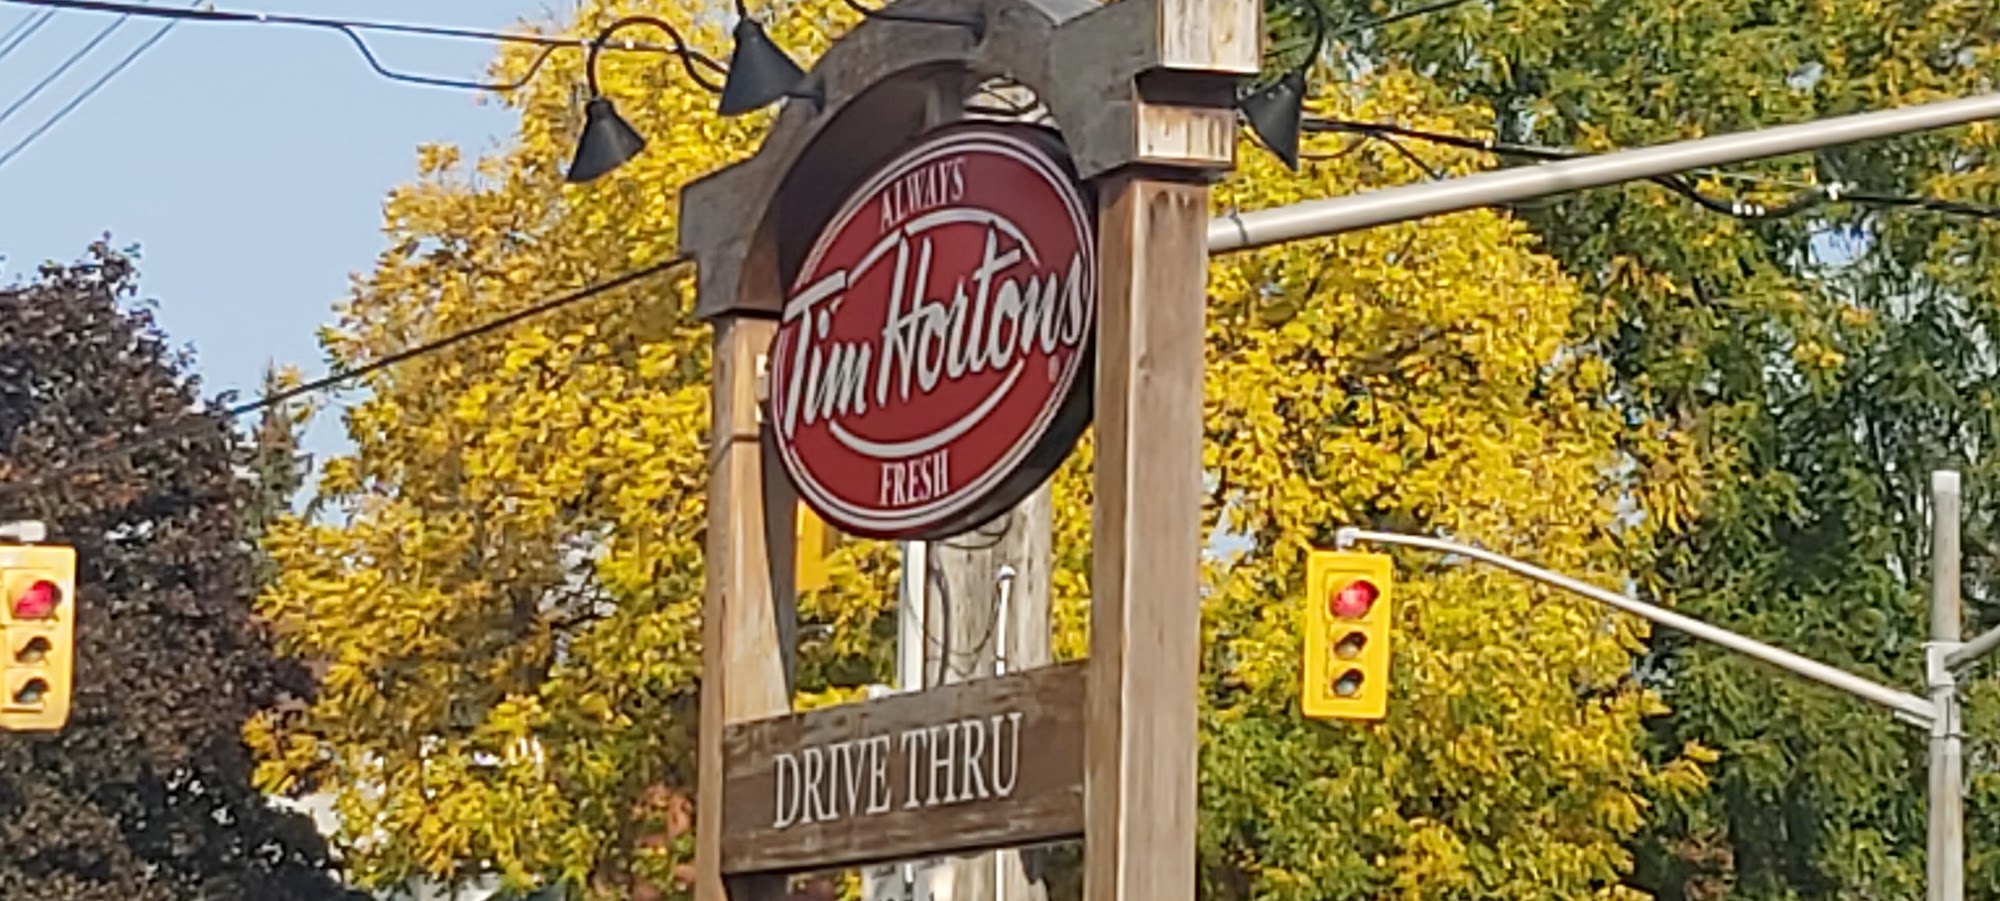 ALWAYS
Tim Hortons
FRESH
DRIVE THRU